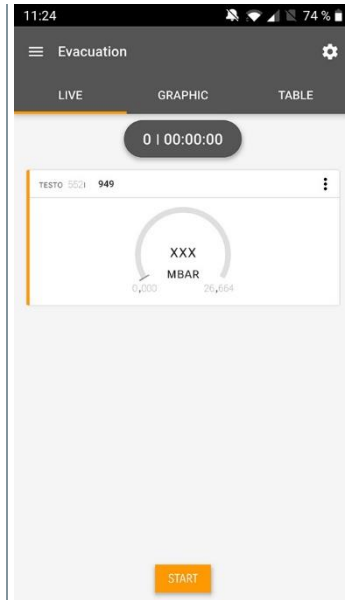 11:24 74 %
Evacuation
LIVE GRAPHIC TABLE
0 | 00:00:00
TESTO 552I 949
XXX
MBAR
0,000 26,664
START